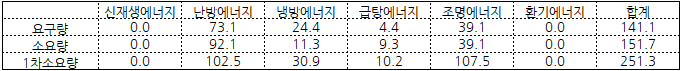 신재생에너지 난방에너지 냉방에너지 급탕에너지 조명에너지 환기에너지 합계
요구량 0.0 73.1 24.4 4.4 39.1 0.0 141.1
소요량 0.0 92.1 11.3 9.3 39.1 0.0 151.7
1차소요량 0.0 102.5 30.9 10.2 107.5 0.0 251.3